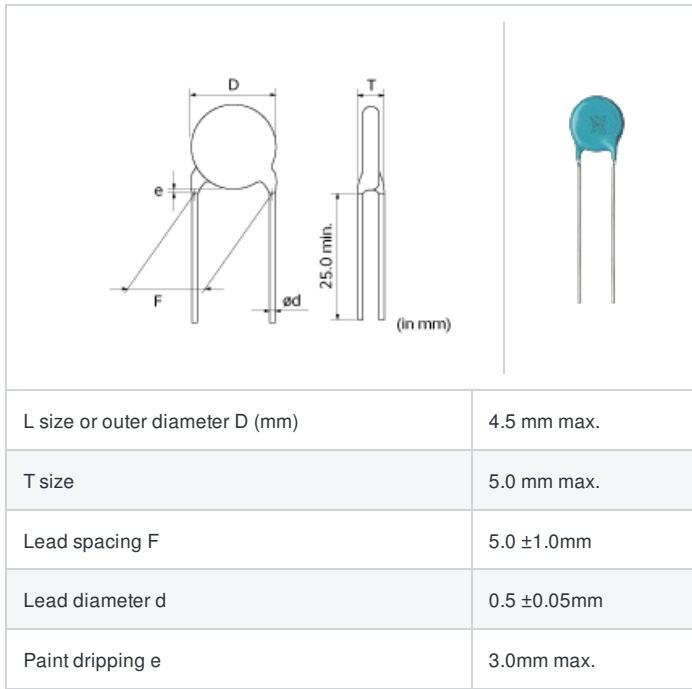 D
T
e
F
ød
25.0 min.
(in mm)
L size or outer diameter D (mm) 4.5 mm max.
T size 5.0 mm max.
Lead spacing F 5.0 ±1.0mm
Lead diameter d 0.5 ±0.05mm
Paint dripping e 3.0mm max.